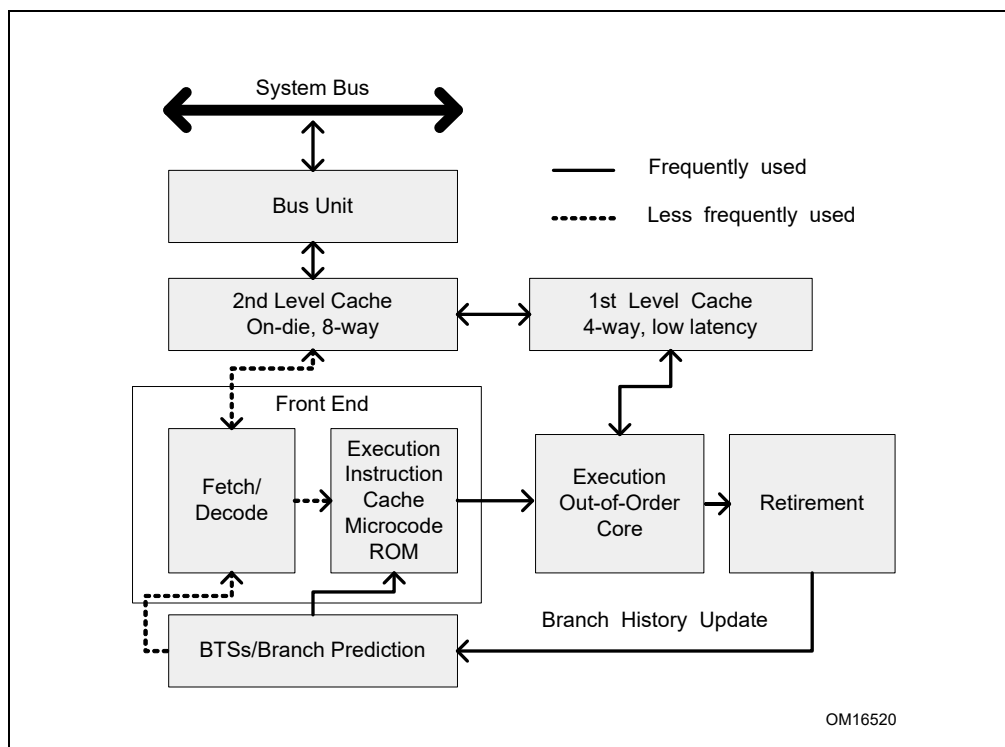 System Bus
Frequently used
Less frequently used
Bus Unit
2nd Level Cache
On-die, 8-way
1st Level Cache
4-way, low latency
Front End
Fetch/
Decode
Execution
Instruction
Cache
Microcode
ROM
Execution
Out-of-Order
Core
Retirement
Branch History Update
BTSs/Branch Prediction
OM16520